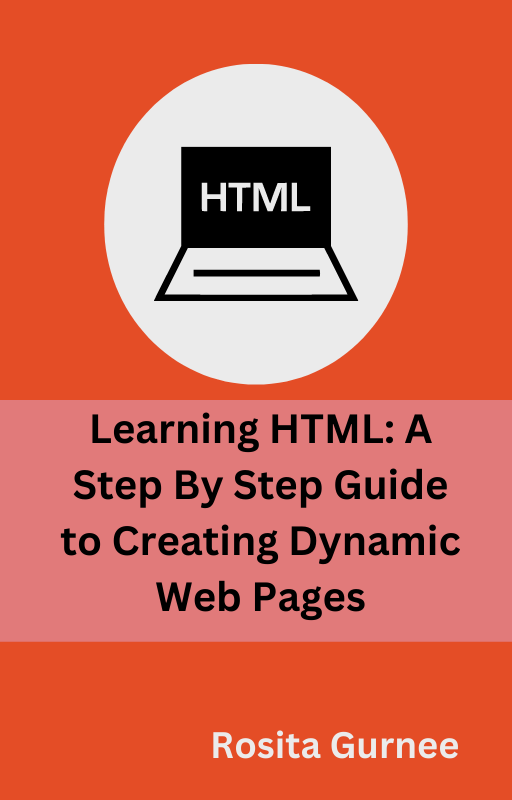 HTML
Learning HTML: A
Step By Step Guide
to Creating Dynamic
Web Pages
Rosita Gurnee